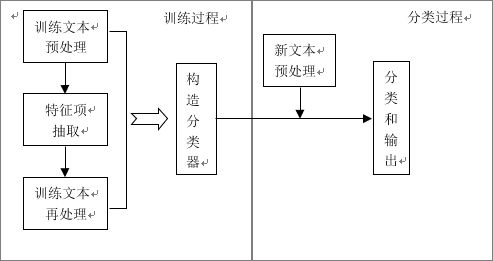 训练过程
分类过程
训练文本
预处理
特征项
抽取
训练文本
再处理
构
造
分
类
器
新文本
预处理
分
类
和
输
出